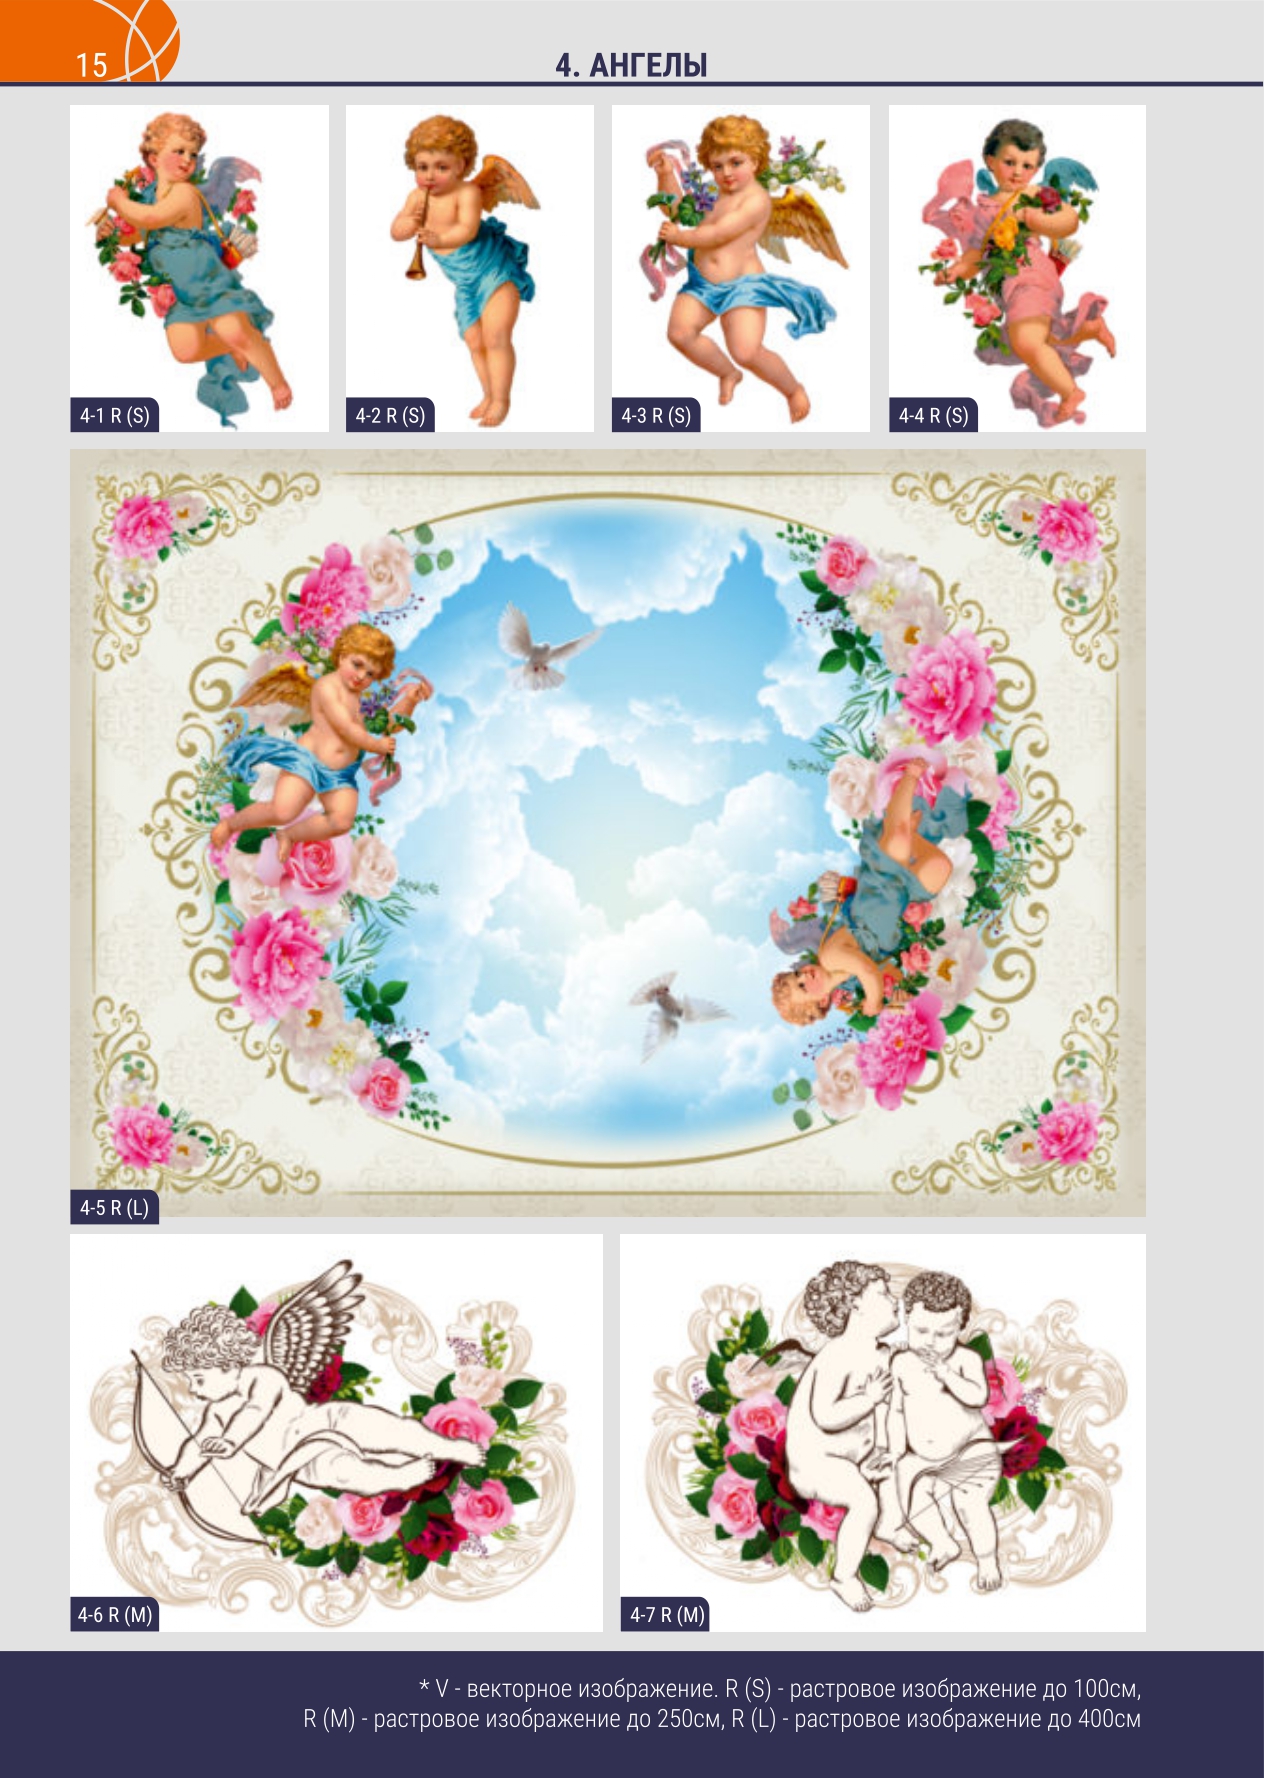 15
4. АНГЕЛЫ
4-1 R (S)
4-2 R (S)
4-3 R (S)
4-4 R (S)
4-5 R (L)
4-6 R (M)
4-7 R (M)
* V - векторное изображение. R (S) - растровое изображение до 100см,
R (M) - растровое изображение до 250см, R (L) - растровое изображение до 400см